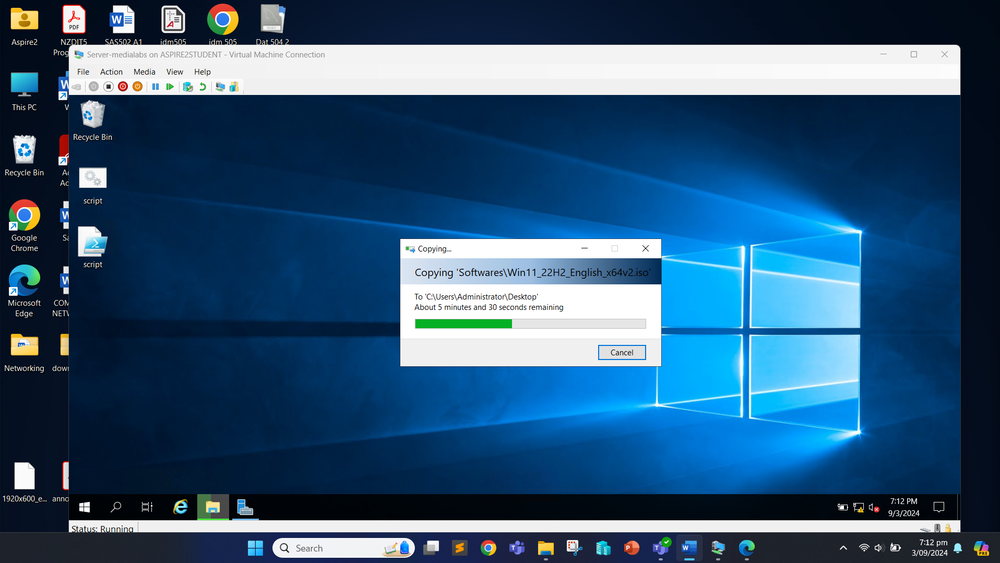 Aspire2
NZDIT5
Prog
SAS502 A1
idm505
idm 505
Dat 504 2
Server-medialabs on ASPIRE2STUDENT - Virtual Machine Connection
File Action Media View Help
This PC
W
Recycle Bin
Recycle Bin
Ac
Ac
script
Google
Chrome
Sa
script
Microsoft
Edge
COM
NETW
Networking
down
1920x600_e...
anno
Copying...
Copying 'Softwares\Win11_22H2_English_x64v2.iso'
To 'C:\Users\Administrator\Desktop'
About 5 minutes and 30 seconds remaining
Cancel
7:12 PM
9/3/2024
Status: Running
Search
7:12 pm
3/09/2024
PRE